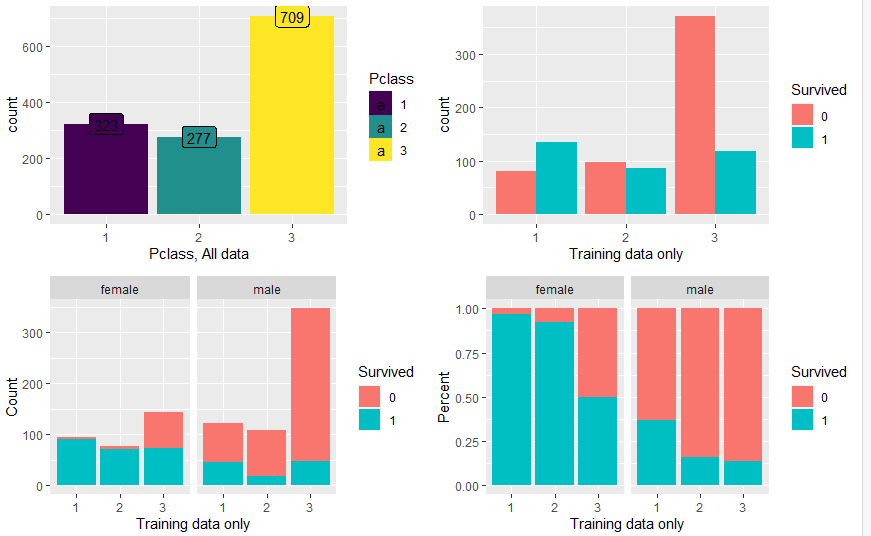 count
600
400
200
0
709
323
277
1 2 3
Pclass, All data
Pclass
a 1
a 2
a 3
count
300
200
100
0
1 2 3
Training data only
Survived
0
1
female male
Count
300
200
100
0
1 2 3 1 2 3
Training data only
Survived
0
1
female male
Percent
1.00
0.75
0.50
0.25
0.00
1 2 3 1 2 3
Training data only
Survived
0
1